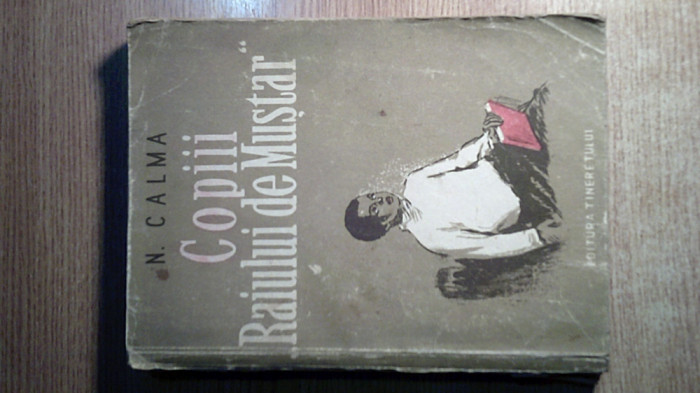 N. CALMA
Copiii
„Raiului de Muștar“
EDITURA TINERETULUI